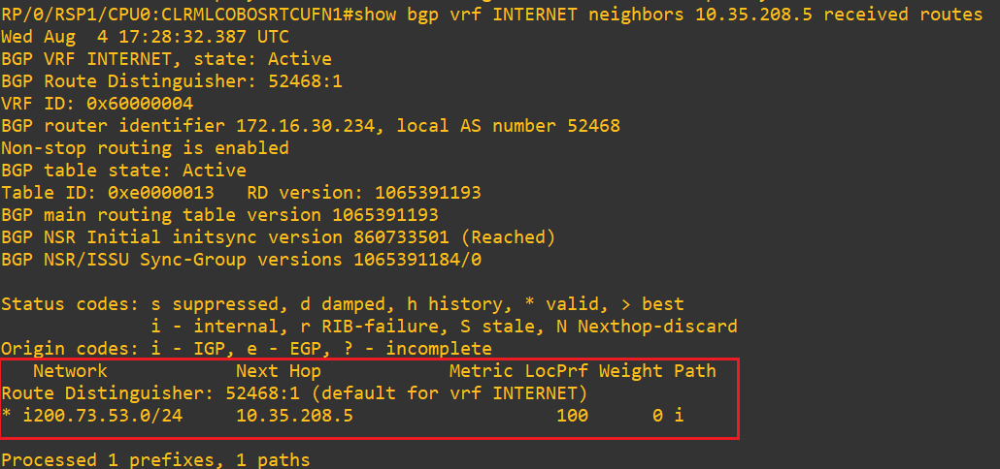 RP/0/RSP1/CPU0:CLRMLCOBOSRTCUFN1#show bgp vrf INTERNET neighbors 10.35.208.5 received routes
Wed Aug  4 17:28:32.387 UTC
BGP VRF INTERNET, state: Active
BGP Route Distinguisher: 52468:1
VRF ID: 0x60000004
BGP router identifier 172.16.30.234, local AS number 52468
Non-stop routing is enabled
BGP table state: Active
Table ID: 0xe0000013   RD version: 1065391193
BGP main routing table version 1065391193
BGP NSR Initial initsync version 860733501 (Reached)
BGP NSR/ISSU Sync-Group versions 1065391184/0

Status codes: s suppressed, d damped, h history, * valid, > best
              i - internal, r RIB-failure, S stale, N Nexthop-discard
Origin codes: i - IGP, e - EGP, ? - incomplete
   Network            Next Hop            Metric LocPrf Weight Path
Route Distinguisher: 52468:1 (default for vrf INTERNET)
* i200.73.53.0/24     10.35.208.5                   100      0 i

Processed 1 prefixes, 1 paths